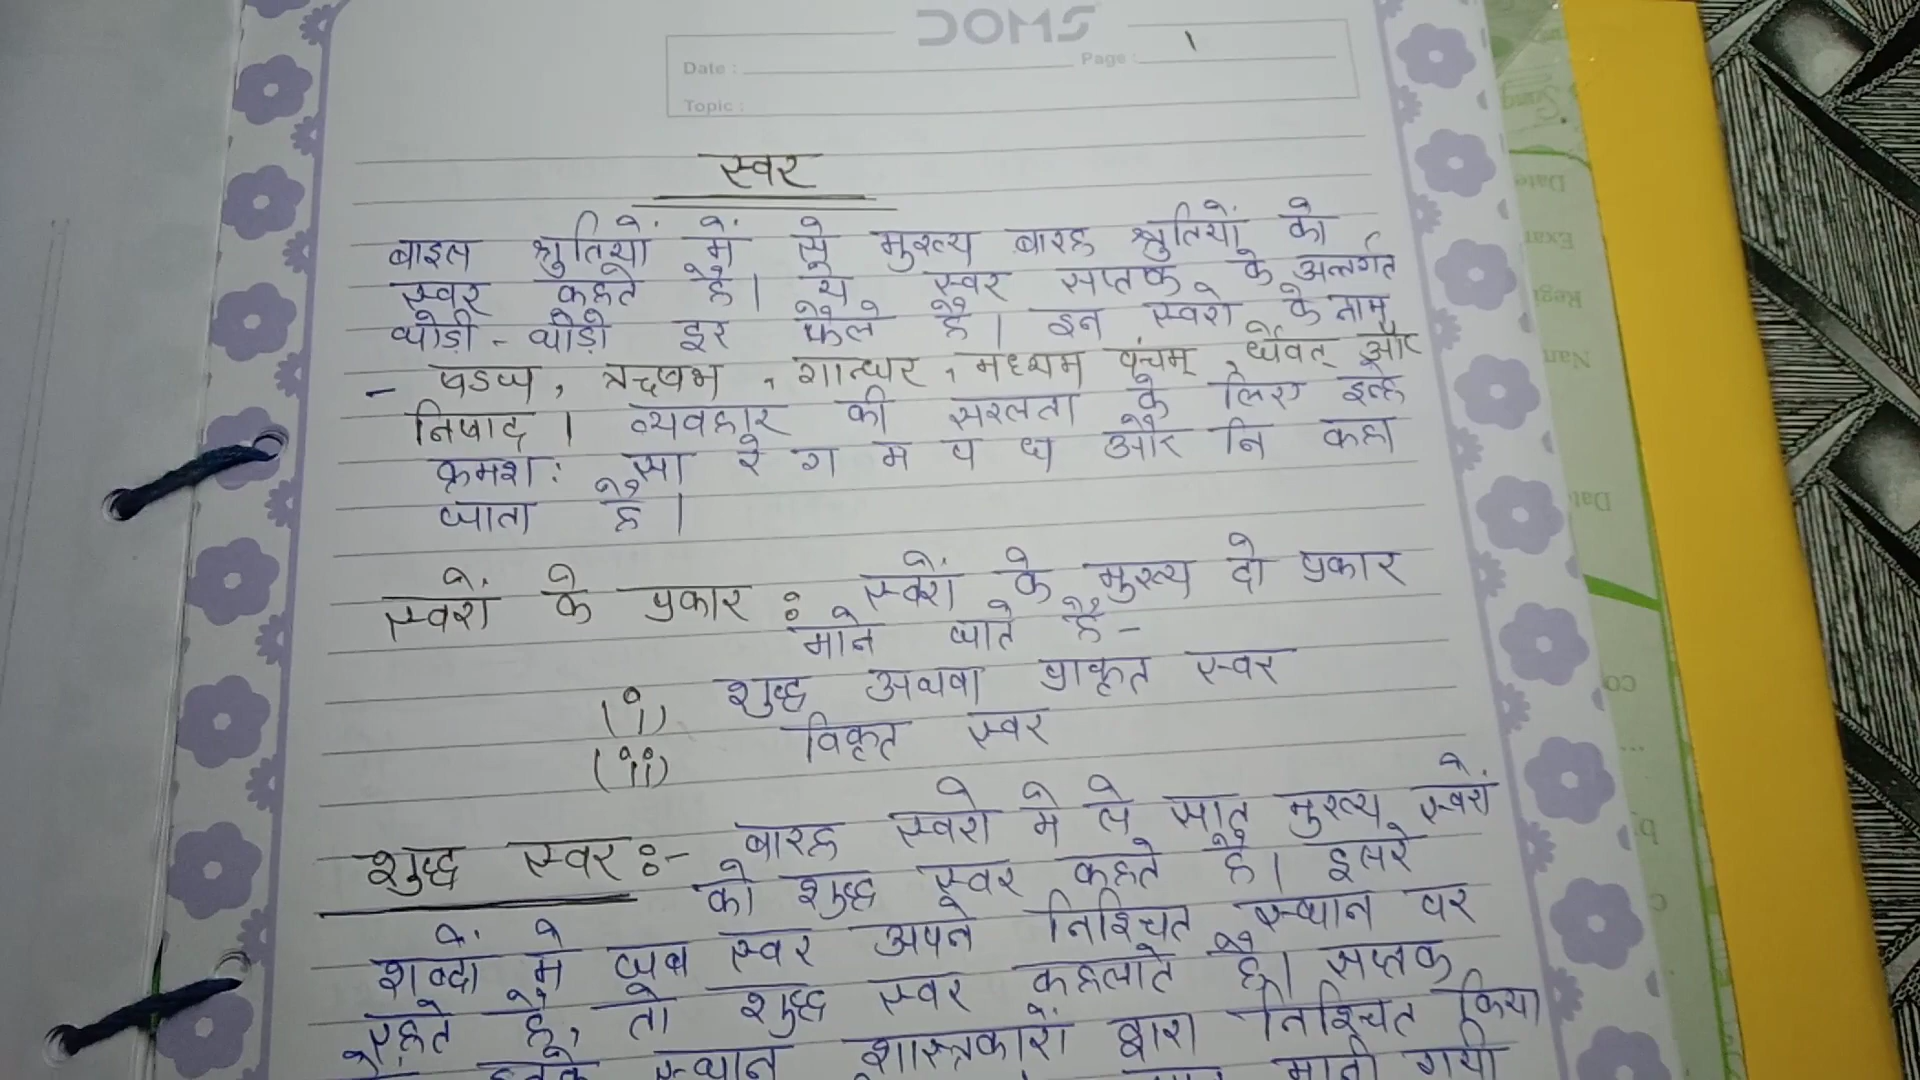 DOMS
Date :
Page : 1
Topic :
स्वर
बाइस श्रुतियों में से मुख्य बारह श्रुतियों को
स्वर कहते है। ये स्वर सप्तक के अन्तर्गत
थोड़ी - थोड़ी दूर फैले है। इन स्वरो के नाम
- षडज, ऋषभ, गान्धार, मध्यम पंचम, धैवत और
निषाद। व्यवहार की सरलता के लिए इन्हे
क्रमश: सा रे ग म प ध और नि कहा
जाता है।
स्वरों के प्रकार : स्वरों के मुख्य दो प्रकार
माने जाते है-
(i) शुद्ध अथवा प्राकृत स्वर
(ii) विकृत स्वर
शुद्ध स्वर :- बारह स्वरो मे से सात मुख्य स्वरों
को शुद्ध स्वर कहते है। दूसरे
शब्दों मे जब स्वर अपने निश्चित स्थान पर
रहते है, तो शुद्ध स्वर कहलाते है। सप्तक
स्थान शास्त्रकारों द्वारा निश्चित किया
मानी गयी